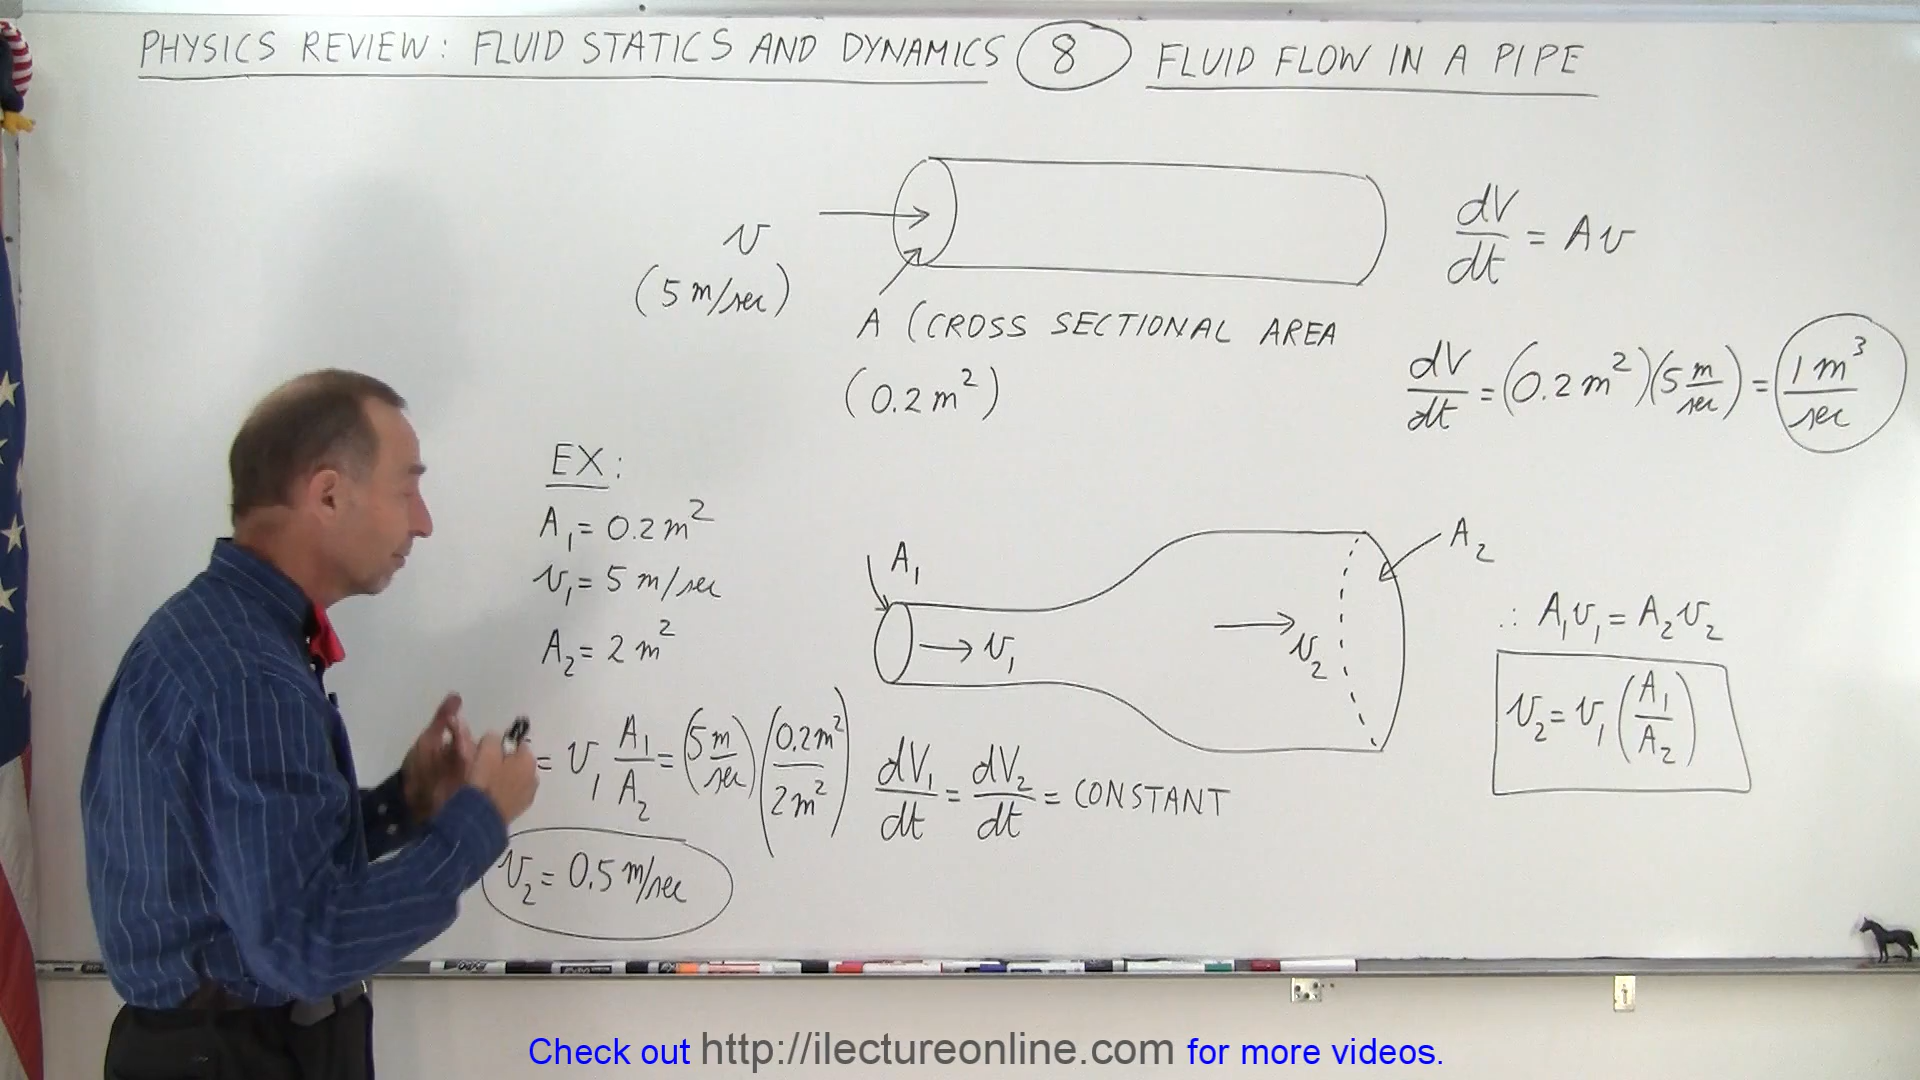 PHYSICS REVIEW: FLUID STATICS AND DYNAMICS 8 FLUID FLOW IN A PIPE
v
(5 m/sec)
A (CROSS SECTIONAL AREA
(0.2 m²)
dV/dt = Av
dV/dt = (0.2 m²)(5 m/sec) = 1 m³/sec
EX:
A₁ = 0.2 m²
v₁ = 5 m/sec
A₂ = 2 m²
= v₁ A₁/A₂ = (5 m/sec)(0.2 m²/2 m²)
v₂ = 0.5 m/sec
A₁
v₁
v₂
A₂
dV₁/dt = dV₂/dt = CONSTANT
∴ A₁v₁ = A₂v₂
v₂ = v₁ (A₁/A₂)
Check out http://ilectureonline.com for more videos.